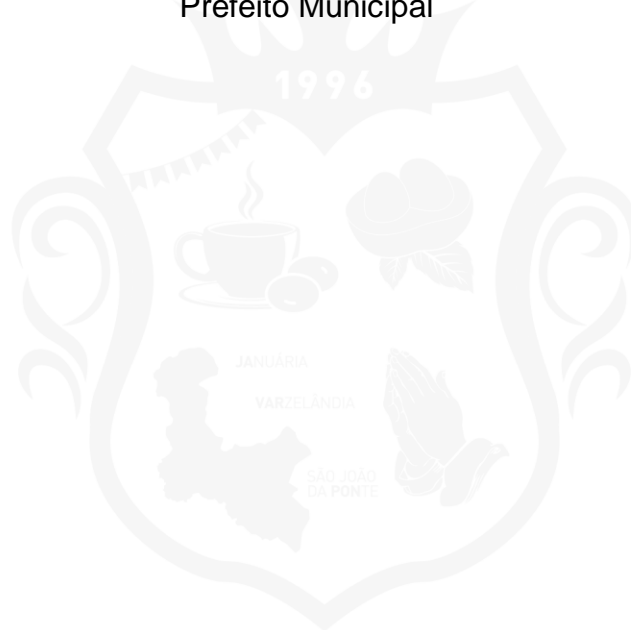 Prefeito Municipal
1996
JANUÁRIA
VARZELÂNDIA
SÃO JOÃO
DA PONTE